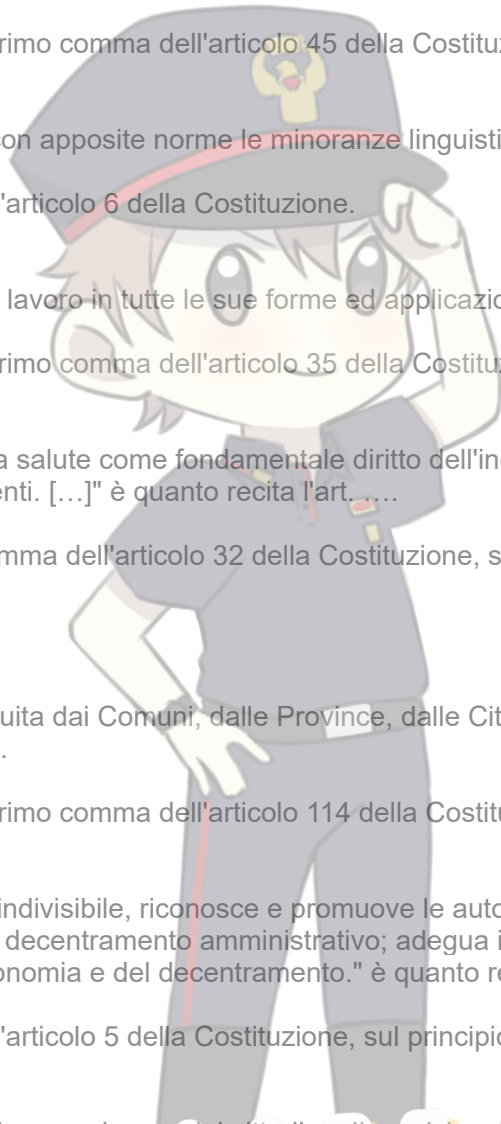 rimo comma dell'articolo 45 della Costitu
on apposite norme le minoranze linguisti
'articolo 6 della Costituzione.
lavoro in tutte le sue forme ed applicazio
rimo comma dell'articolo 35 della Costitu
a salute come fondamentale diritto dell'in
enti. […]" è quanto recita l'art. ….
mma dell'articolo 32 della Costituzione, s
uita dai Comuni, dalle Province, dalle Cit
.
rimo comma dell'articolo 114 della Costitu
indivisibile, riconosce e promuove le auto
decentramento amministrativo; adegua i
onomia e del decentramento." è quanto re
'articolo 5 della Costituzione, sul principio